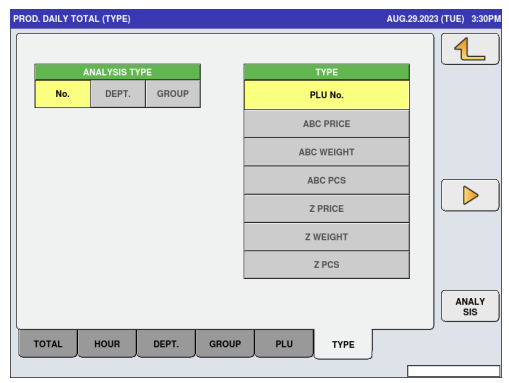 PROD. DAILY TOTAL (TYPE) AUG.29.2023 (TUE) 3:30PM
ANALYSIS TYPE
No. DEPT. GROUP
TYPE
PLU No.
ABC PRICE
ABC WEIGHT
ABC PCS
Z PRICE
Z WEIGHT
Z PCS
ANALY
SIS
TOTAL HOUR DEPT. GROUP PLU TYPE